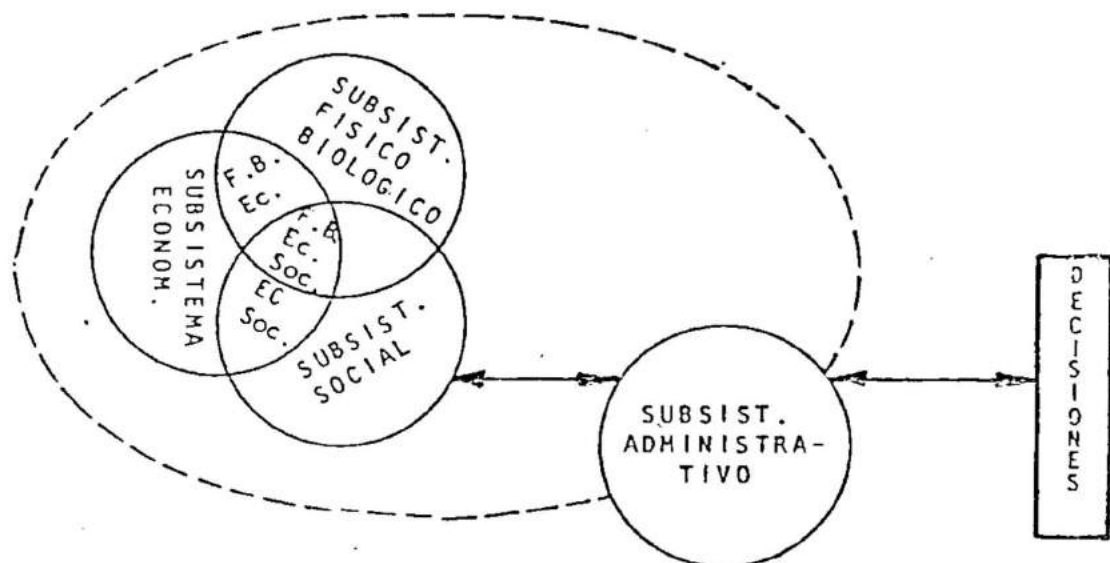 SUBSIST.
FISICO
BIOLOGICO
F.B.
Ec.
SUBSISTEMA
ECONOM.
F.B.
Ec.
Soc.
EC
Soc.
SUBSIST.
SOCIAL
SUBSIST.
ADMINISTRA-
TIVO
DECISIONES